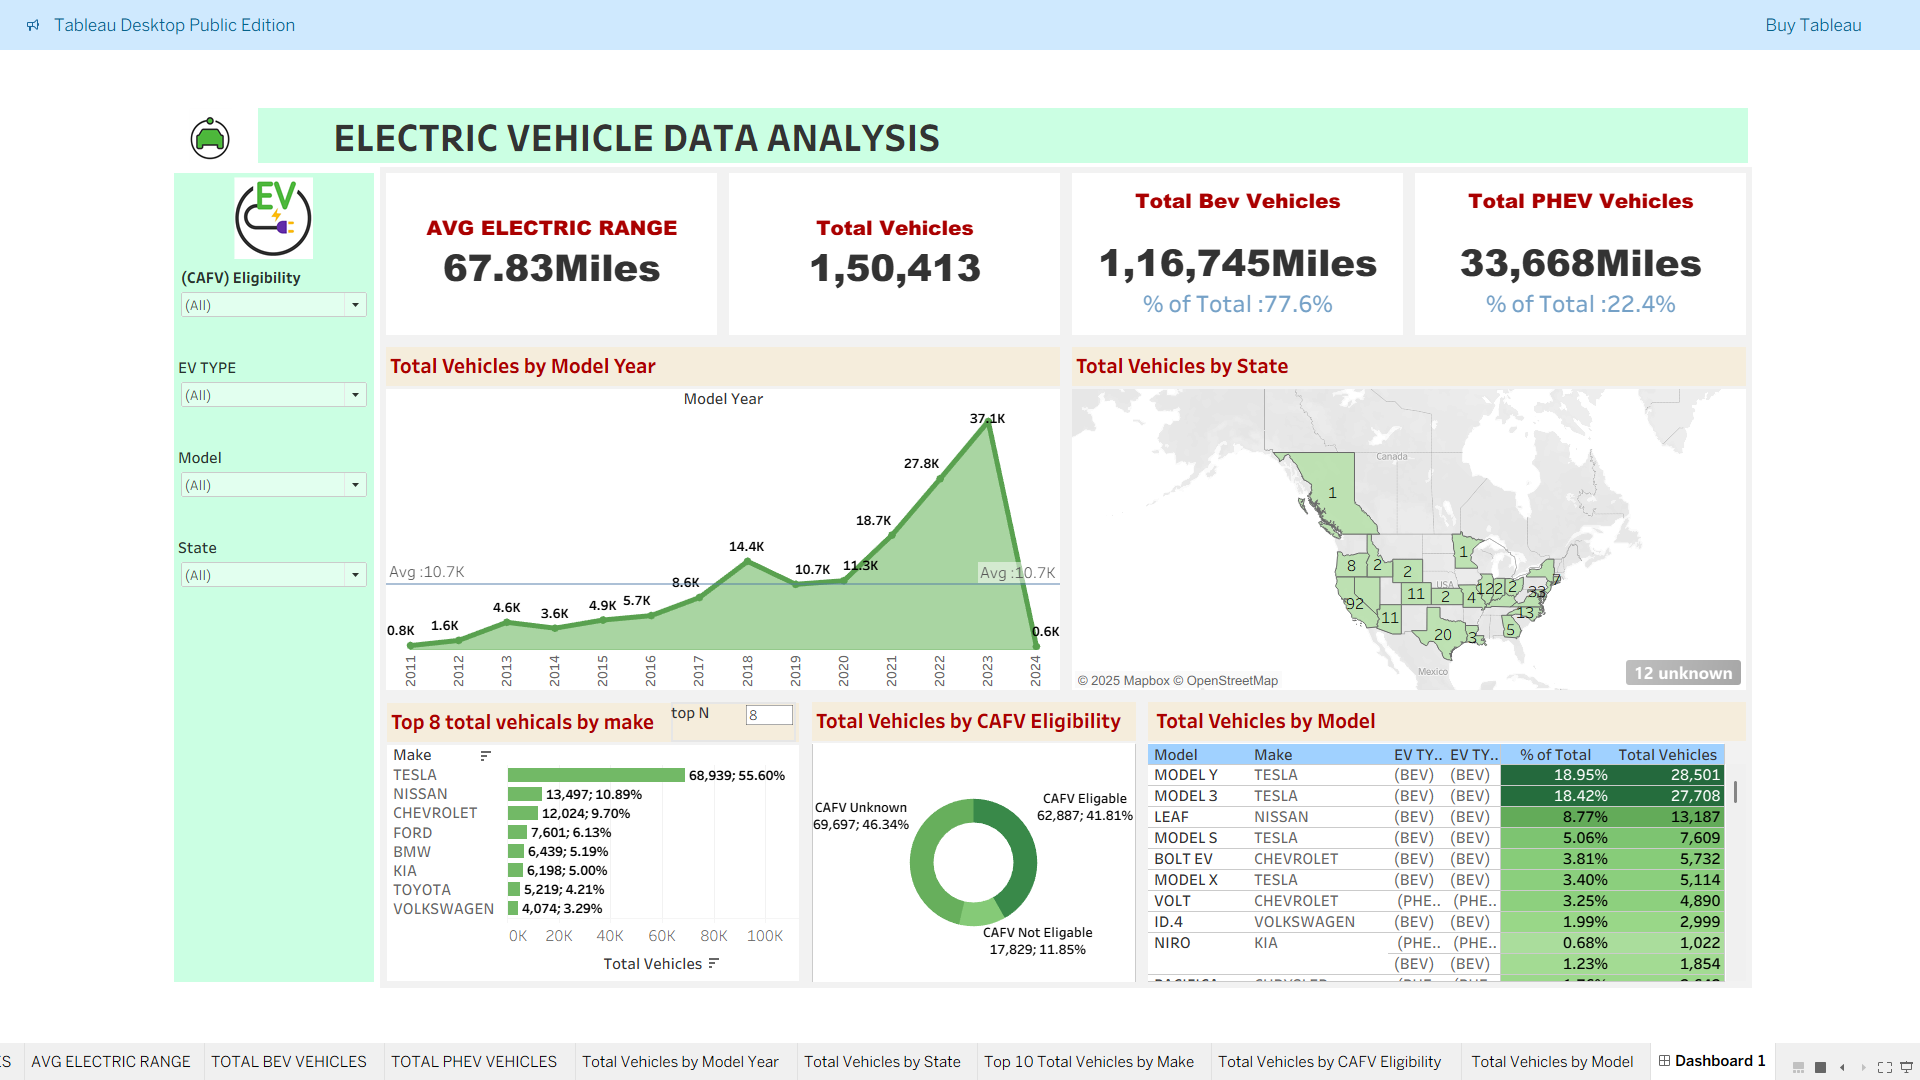 Tableau Desktop Public Edition
Buy Tableau
ELECTRIC VEHICLE DATA ANALYSIS
EV
(CAFV) Eligibility
(All)
EV TYPE
(All)
Model
(All)
State
(All)
AVG ELECTRIC RANGE
67.83Miles
Total Vehicles
1,50,413
Total Bev Vehicles
1,16,745Miles
% of Total :77.6%
Total PHEV Vehicles
33,668Miles
% of Total :22.4%
Total Vehicles by Model Year
Model Year
37.1K
27.8K
18.7K
14.4K
10.7K
11.3K
8.6K
Avg :10.7K
Avg :10.7K
4.6K
3.6K
4.9K
5.7K
0.8K
1.6K
0.6K
2011
2012
2013
2014
2015
2016
2017
2018
2019
2020
2021
2022
2023
2024
Total Vehicles by State
Canada
1
1
8
2
2
USA
7
11
2
4
12
2
2
33
92
11
13
20
3
5
Mexico
© 2025 Mapbox © OpenStreetMap
12 unknown
Top 8 total vehicals by make
top N
8
Make
TESLA 68,939; 55.60%
NISSAN 13,497; 10.89%
CHEVROLET 12,024; 9.70%
FORD 7,601; 6.13%
BMW 6,439; 5.19%
KIA 6,198; 5.00%
TOYOTA 5,219; 4.21%
VOLKSWAGEN 4,074; 3.29%
0K 20K 40K 60K 80K 100K
Total Vehicles
Total Vehicles by CAFV Eligibility
CAFV Unknown
69,697; 46.34%
CAFV Eligable
62,887; 41.81%
CAFV Not Eligable
17,829; 11.85%
Total Vehicles by Model
Model Make EV TY.. EV TY.. % of Total Total Vehicles
MODEL Y TESLA (BEV) (BEV) 18.95% 28,501
MODEL 3 TESLA (BEV) (BEV) 18.42% 27,708
LEAF NISSAN (BEV) (BEV) 8.77% 13,187
MODEL S TESLA (BEV) (BEV) 5.06% 7,609
BOLT EV CHEVROLET (BEV) (BEV) 3.81% 5,732
MODEL X TESLA (BEV) (BEV) 3.40% 5,114
VOLT CHEVROLET (PHE.. (PHE.. 3.25% 4,890
ID.4 VOLKSWAGEN (BEV) (BEV) 1.99% 2,999
NIRO KIA (PHE.. (PHE.. 0.68% 1,022
(BEV) (BEV) 1.23% 1,854
ES
AVG ELECTRIC RANGE
TOTAL BEV VEHICLES
TOTAL PHEV VEHICLES
Total Vehicles by Model Year
Total Vehicles by State
Top 10 Total Vehicles by Make
Total Vehicles by CAFV Eligibility
Total Vehicles by Model
Dashboard 1